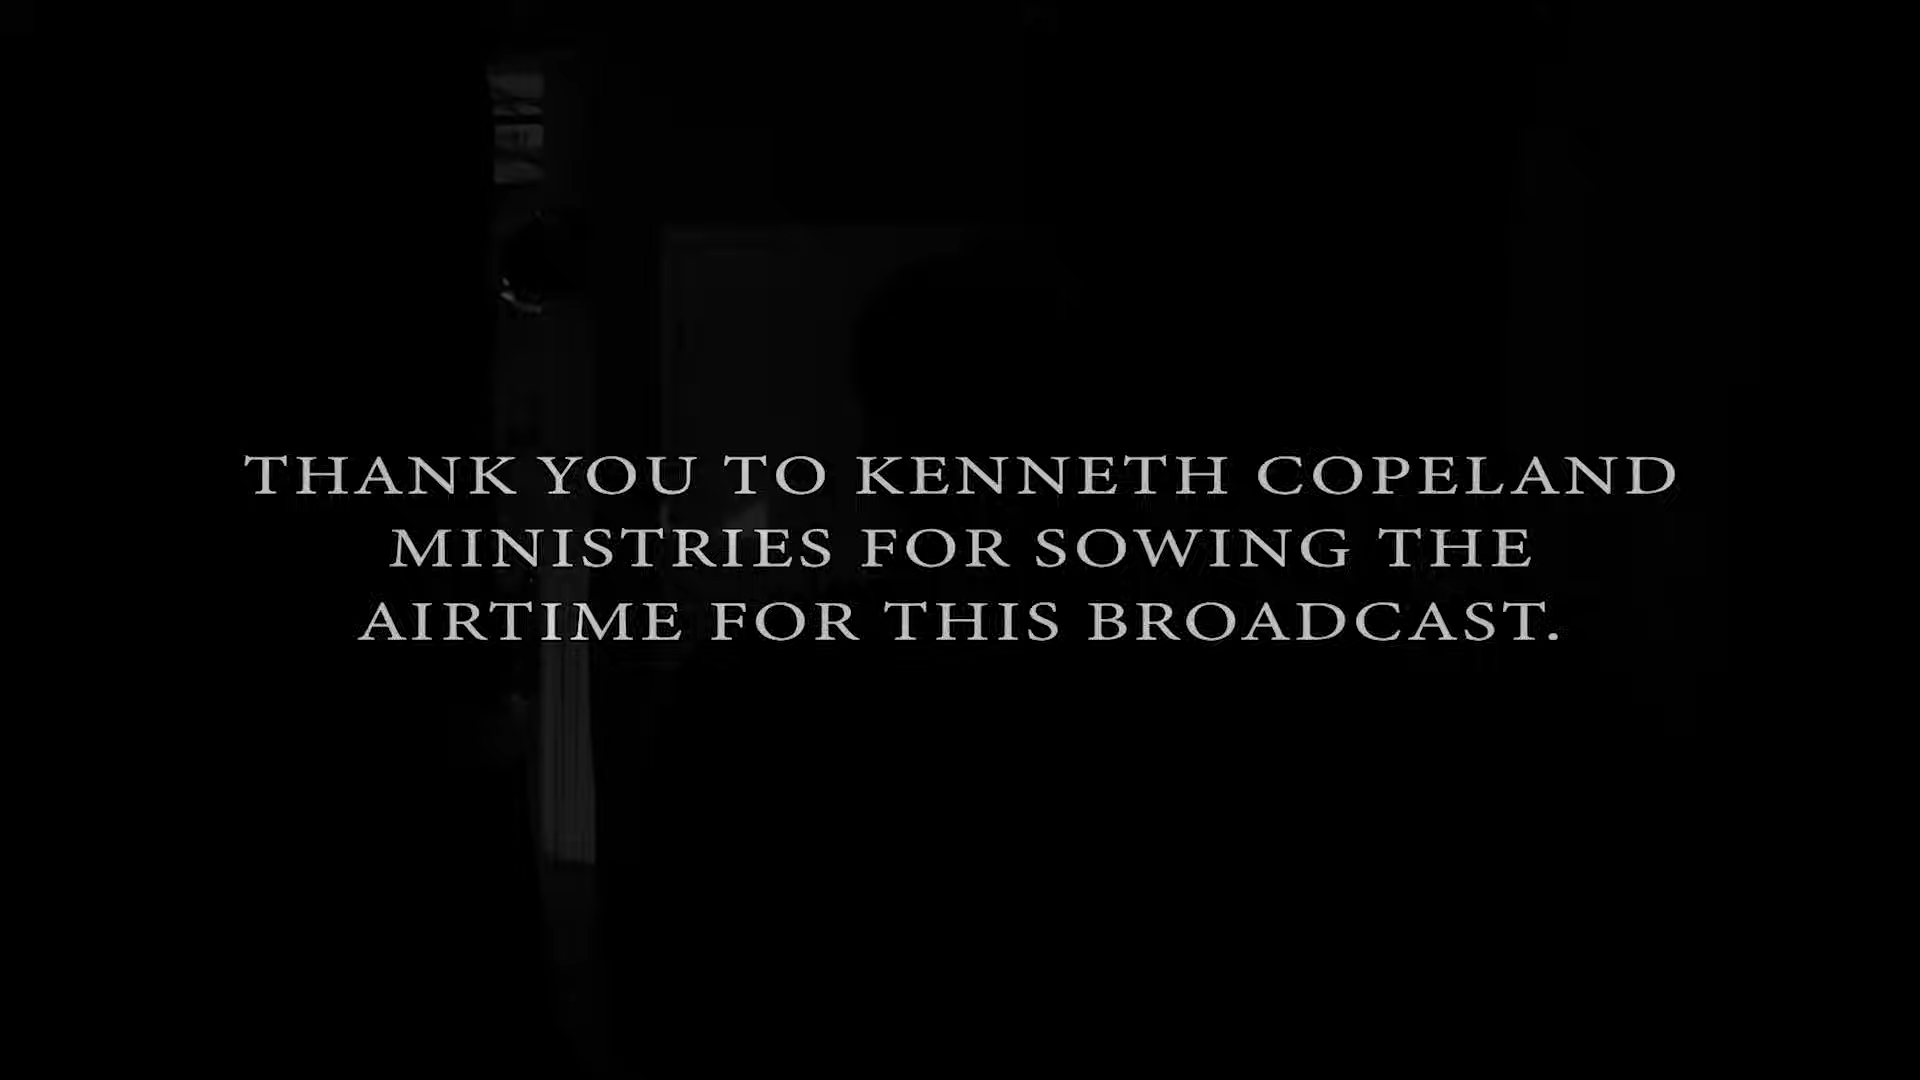 THANK YOU TO KENNETH COPELAND
MINISTRIES FOR SOWING THE
AIRTIME FOR THIS BROADCAST.